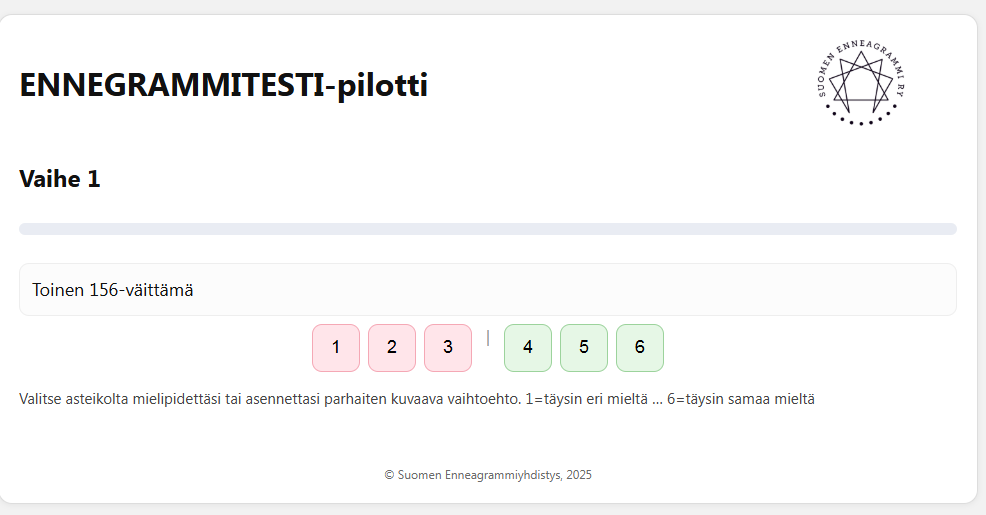 ENNEGRAMMITESTI-pilotti
SUOMEN ENNEAGRAMMI RY
Vaihe 1
Toinen 156-väittämä
1 2 3 | 4 5 6
Valitse asteikolta mielipidettäsi tai asennettasi parhaiten kuvaava vaihtoehto. 1=täysin eri mieltä ... 6=täysin samaa mieltä
© Suomen Enneagrammiyhdistys, 2025